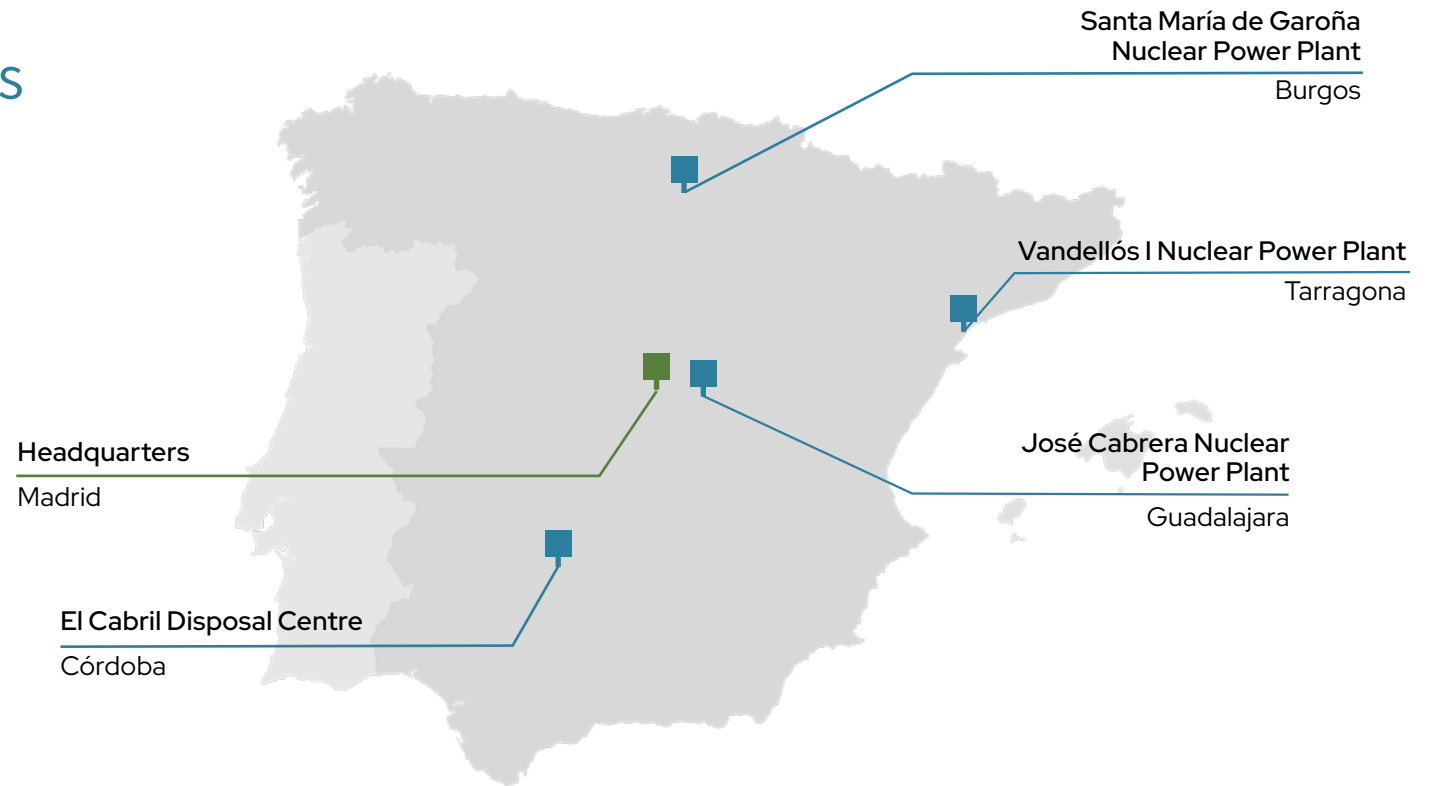 s
Santa María de Garoña
Nuclear Power Plant
Burgos
Vandellós I Nuclear Power Plant
Tarragona
José Cabrera Nuclear
Power Plant
Guadalajara
Headquarters
Madrid
El Cabril Disposal Centre
Córdoba